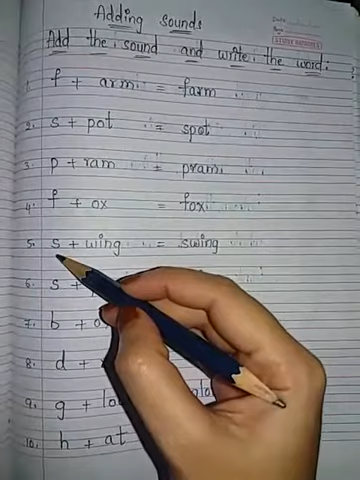 Adding sounds
Add the sound and write the word:
1. f + arm = farm
2. s + pot = spot
3. p + ram = pram
4. f + ox = fox
5. s + wing = swing
6. s +
7. b +
8. d +
9. g +
10. h + at